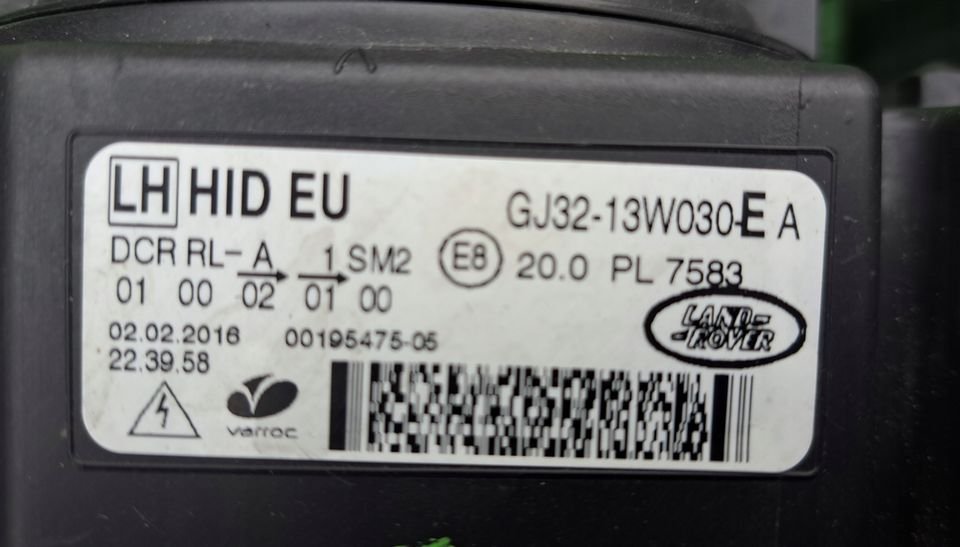 LH HID EU
GJ32-13W030-E A
DCR RL- A 1 SM2
01 00 02 01 00
E8 20.0 PL 7583
02.02.2016 00195475-05
22.39.58
LAND-
-ROVER
varroc